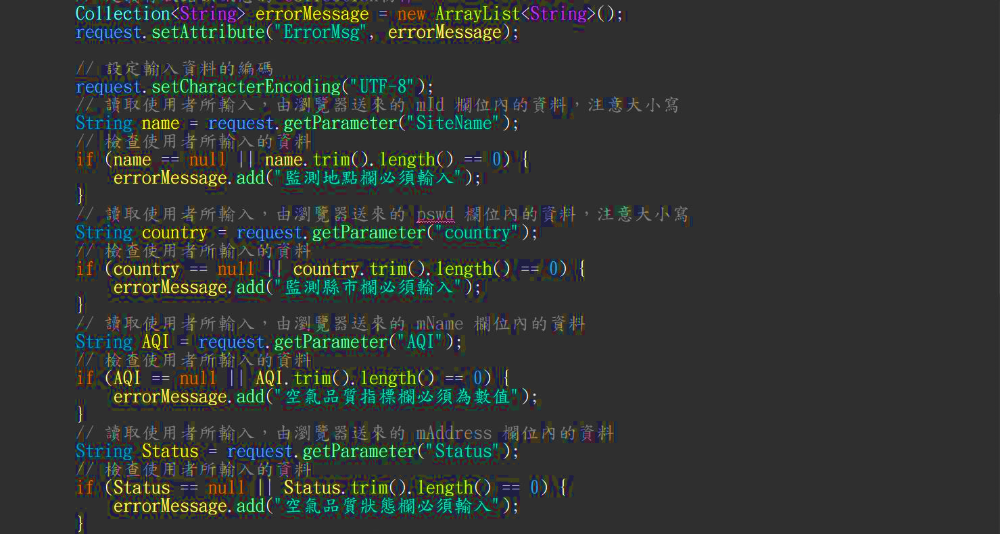 Collection<String> errorMessage = new ArrayList<String>();
request.setAttribute("ErrorMsg", errorMessage);
// 設定輸入資料的編碼
request.setCharacterEncoding("UTF-8");
// 讀取使用者所輸入，由瀏覽器送來的 mId 欄位內的資料，注意大小寫
String name = request.getParameter("SiteName");
// 檢查使用者所輸入的資料
if (name == null || name.trim().length() == 0) {
errorMessage.add("監測地點欄必須輸入");
}
// 讀取使用者所輸入，由瀏覽器送來的 pswd 欄位內的資料，注意大小寫
String country = request.getParameter("country");
// 檢查使用者所輸入的資料
if (country == null || country.trim().length() == 0) {
errorMessage.add("監測縣市欄必須輸入");
}
// 讀取使用者所輸入，由瀏覽器送來的 mName 欄位內的資料
String AQI = request.getParameter("AQI");
// 檢查使用者所輸入的資料
if (AQI == null || AQI.trim().length() == 0) {
errorMessage.add("空氣品質指標欄必須為數值");
}
// 讀取使用者所輸入，由瀏覽器送來的 mAddress 欄位內的資料
String Status = request.getParameter("Status");
// 檢查使用者所輸入的資料
if (Status == null || Status.trim().length() == 0) {
errorMessage.add("空氣品質狀態欄必須輸入");
}